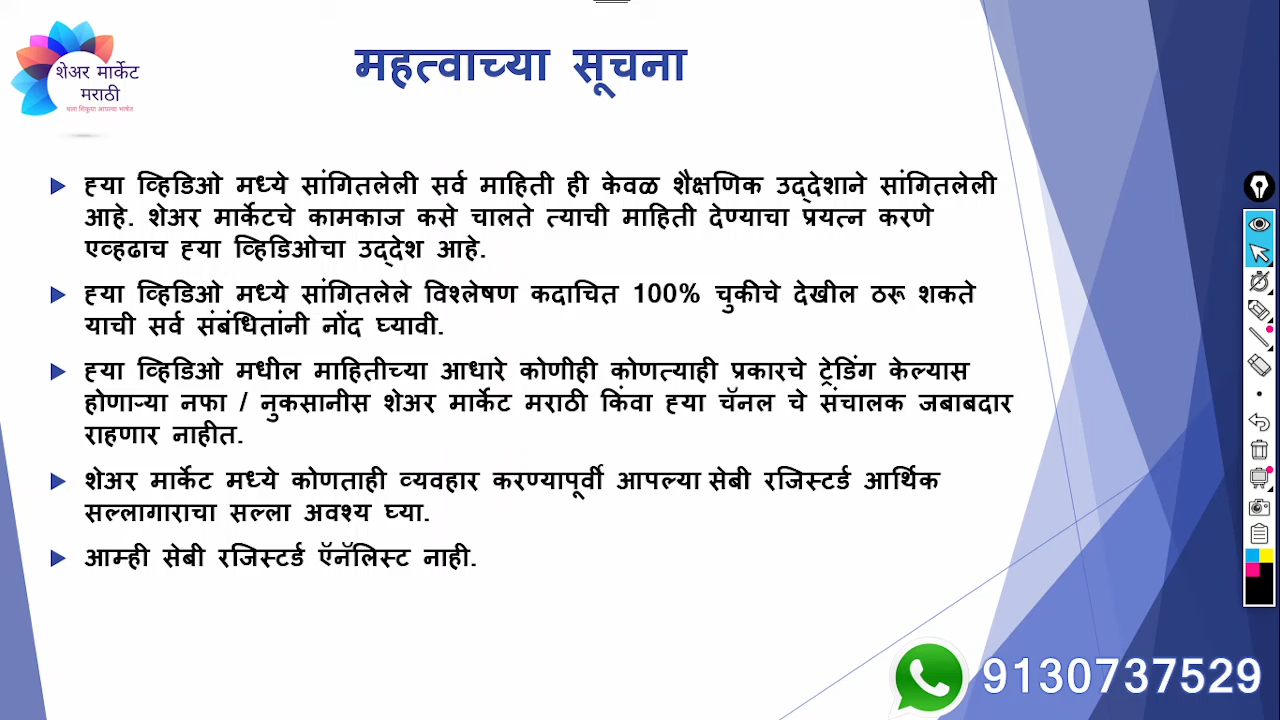 शेअर मार्केट
मराठी
चला शिकूया आपल्या भाषेत
महत्वाच्या सूचना
ह्या व्हिडिओ मध्ये सांगितलेली सर्व माहिती ही केवळ शैक्षणिक उद्देशाने सांगितलेली
आहे. शेअर मार्केटचे कामकाज कसे चालते त्याची माहिती देण्याचा प्रयत्न करणे
एव्हढाच ह्या व्हिडिओचा उद्देश आहे.
ह्या व्हिडिओ मध्ये सांगितलेले विश्लेषण कदाचित 100% चुकीचे देखील ठरू शकते
याची सर्व संबंधितांनी नोंद घ्यावी.
ह्या व्हिडिओ मधील माहितीच्या आधारे कोणीही कोणत्याही प्रकारचे ट्रेडिंग केल्यास
होणाऱ्या नफा / नुकसानीस शेअर मार्केट मराठी किंवा ह्या चॅनल चे संचालक जबाबदार
राहणार नाहीत.
शेअर मार्केट मध्ये कोणताही व्यवहार करण्यापूर्वी आपल्या सेबी रजिस्टर्ड आर्थिक
सल्लागाराचा सल्ला अवश्य घ्या.
आम्ही सेबी रजिस्टर्ड ऍनॅलिस्ट नाही.
9130737529